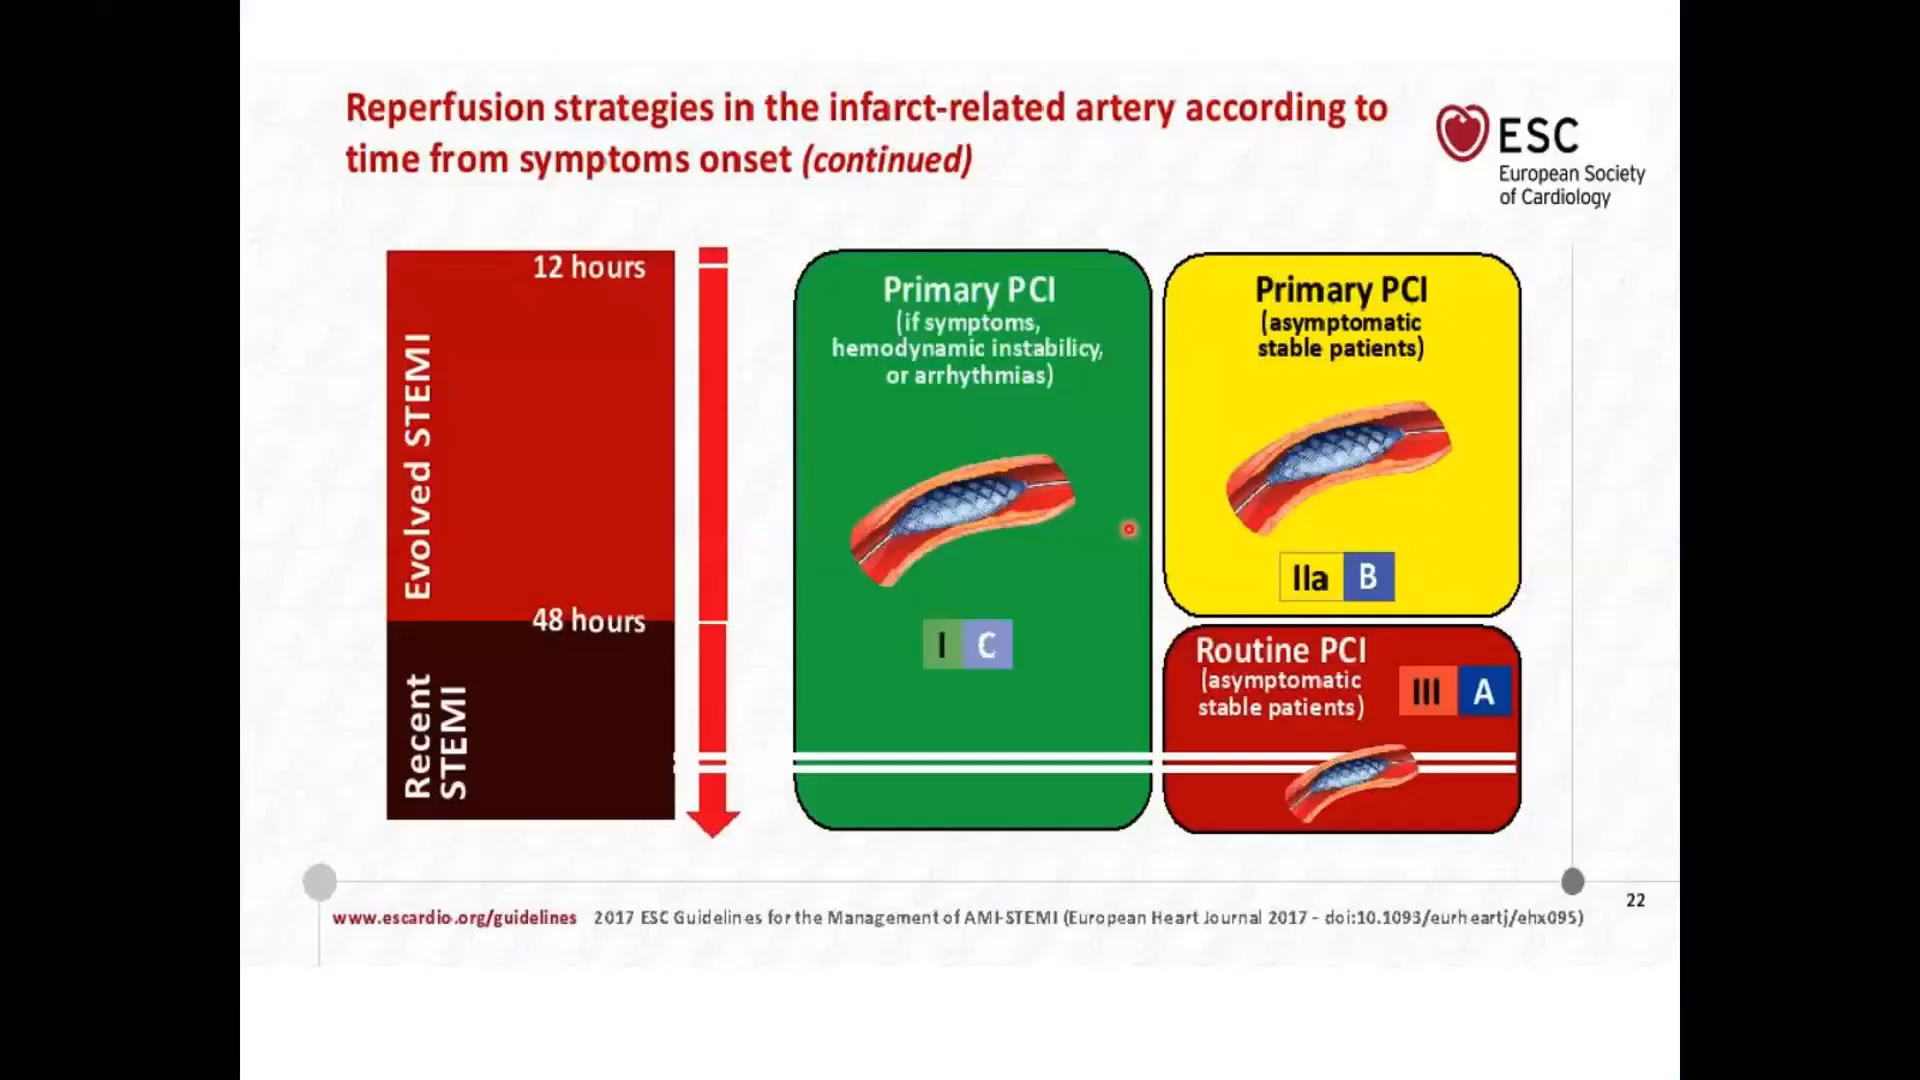 Reperfusion strategies in the infarct-related artery according to
time from symptoms onset (continued)
ESC
European Society
of Cardiology
12 hours
Evolved STEMI
48 hours
Recent
STEMI
Primary PCI
(if symptoms,
hemodynamic instability,
or arrhythmias)
I C
Primary PCI
(asymptomatic
stable patients)
IIa B
Routine PCI
(asymptomatic
stable patients)
III A
22
www.escardio.org/guidelines 2017 ESC Guidelines for the Management of AMI-STEMI (European Heart Journal 2017 - doi:10.1093/eurheartj/ehx095)